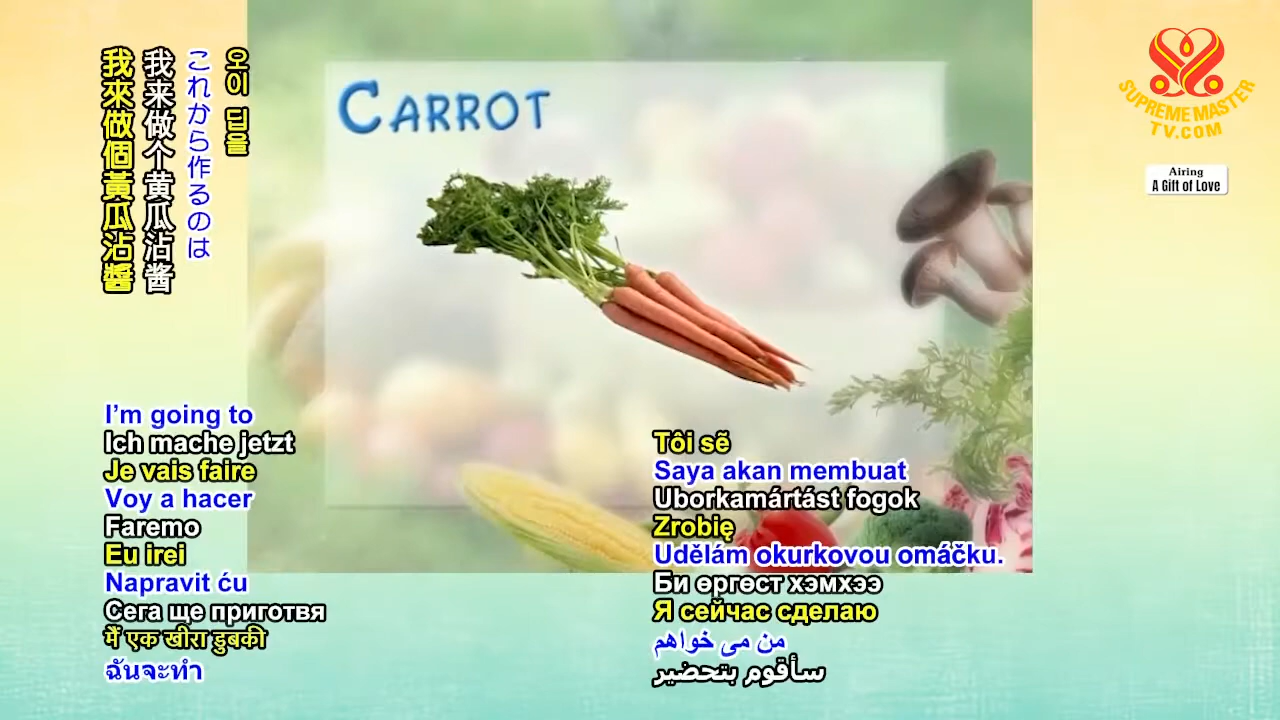 我來做個黃瓜沾醬
我来做个黄瓜沾酱
これから作るのは
오이 딥을
CARROT
SUPREME MASTER
TV.COM
Airing
A Gift of Love
I'm going to
Ich mache jetzt
Je vais faire
Voy a hacer
Faremo
Eu irei
Napravit ću
Сега ще приготвя
मैं एक खीरा डुबकी
ฉันจะทำ
Tôi sẽ
Saya akan membuat
Uborkamártást fogok
Zrobię
Udělám okurkovou omáčku.
Би өргөст хэмхээ
Я сейчас сделаю
من می خواهم
سأقوم بتحضير